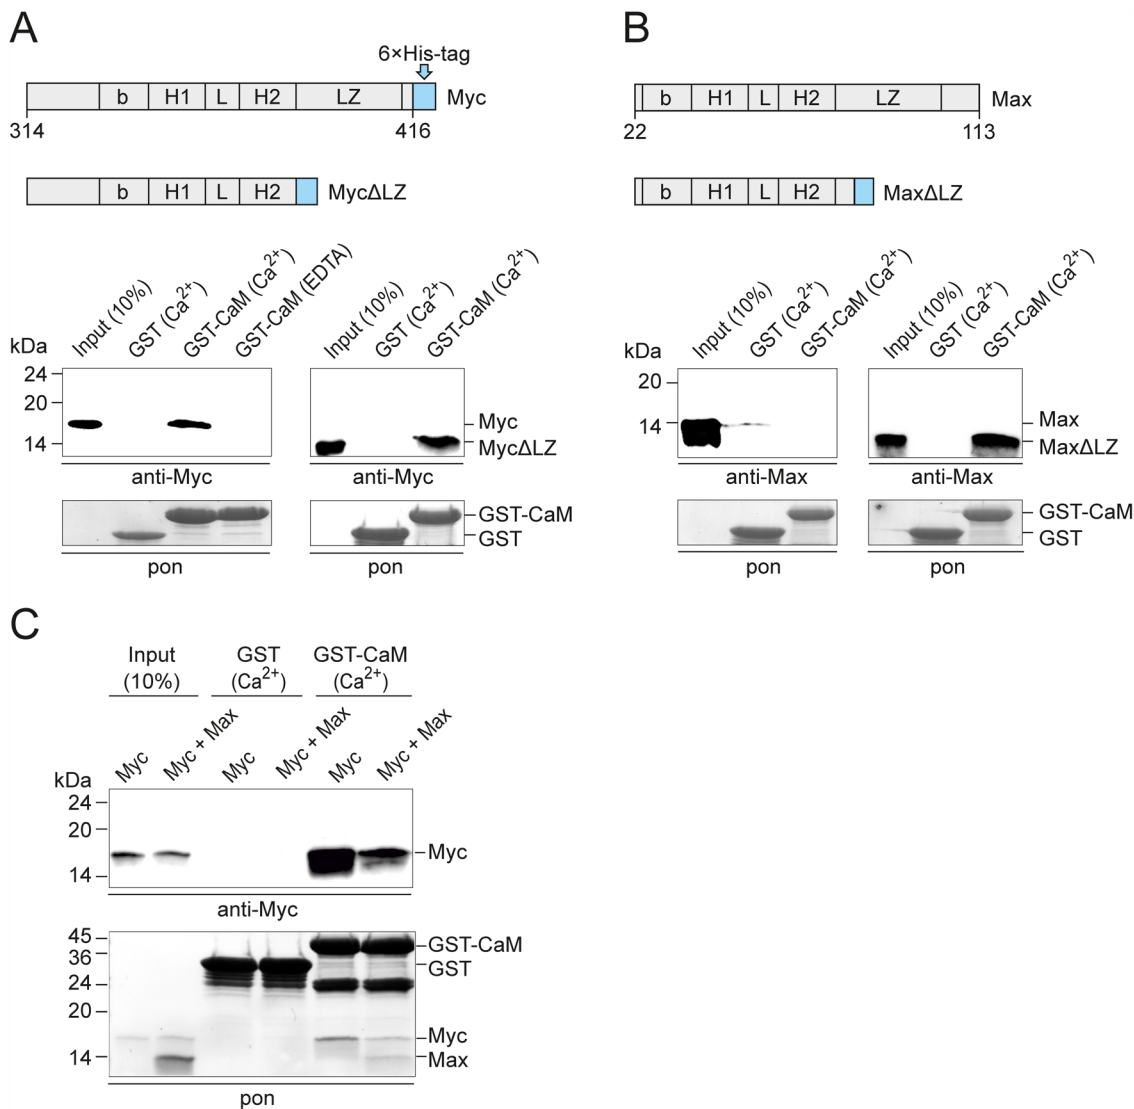 A
6×His-tag
b H1 L H2 LZ Myc
314 416
b H1 L H2 MycΔLZ
Input (10%)
GST (Ca²⁺)
GST-CaM (Ca²⁺)
GST-CaM (EDTA)
Input (10%)
GST (Ca²⁺)
GST-CaM (Ca²⁺)
kDa
24
20
14
Myc
MycΔLZ
anti-Myc anti-Myc
GST-CaM
GST
pon pon
B
b H1 L H2 LZ Max
22 113
b H1 L H2 MaxΔLZ
Input (10%)
GST (Ca²⁺)
GST-CaM (Ca²⁺)
Input (10%)
GST (Ca²⁺)
GST-CaM (Ca²⁺)
kDa
20
14
Max
MaxΔLZ
anti-Max anti-Max
GST-CaM
GST
pon pon
C
Input GST GST-CaM
(10%) (Ca²⁺) (Ca²⁺)
Myc
Myc + Max
Myc
Myc + Max
Myc
Myc + Max
kDa
24
20
14
Myc
anti-Myc
45
36
24
20
14
GST-CaM
GST
Myc
Max
pon